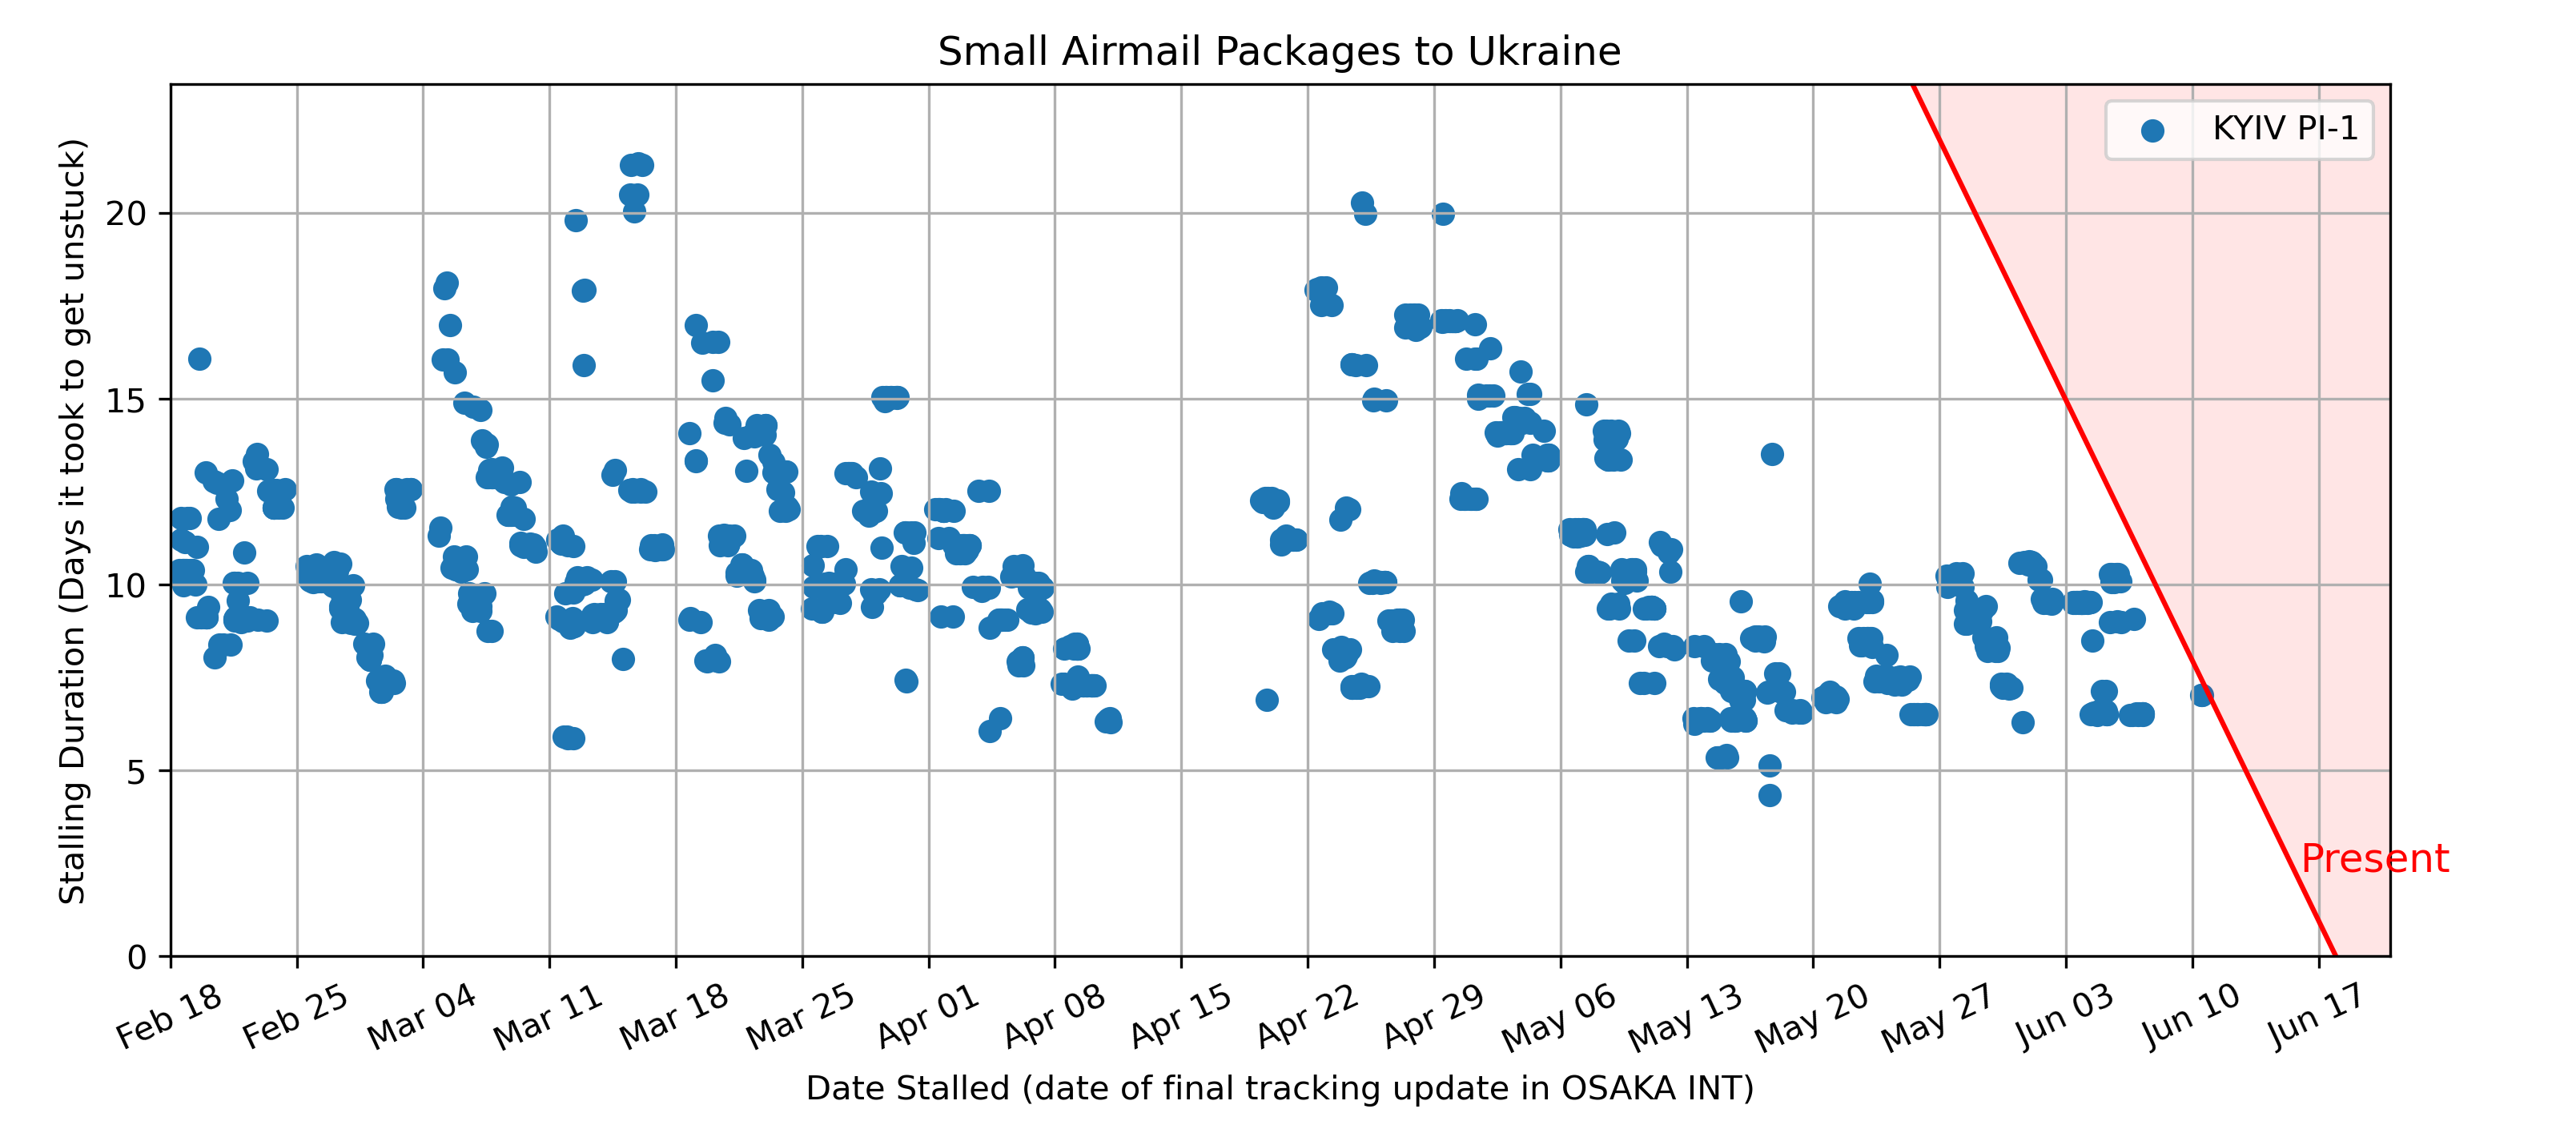 Small Airmail Packages to Ukraine
KYIV PI-1
Stalling Duration (Days it took to get unstuck)
20
15
10
5
0
Present
Feb 18 Feb 25 Mar 04 Mar 11 Mar 18 Mar 25 Apr 01 Apr 08 Apr 15 Apr 22 Apr 29 May 06 May 13 May 20 May 27 Jun 03 Jun 10 Jun 17
Date Stalled (date of final tracking update in OSAKA INT)